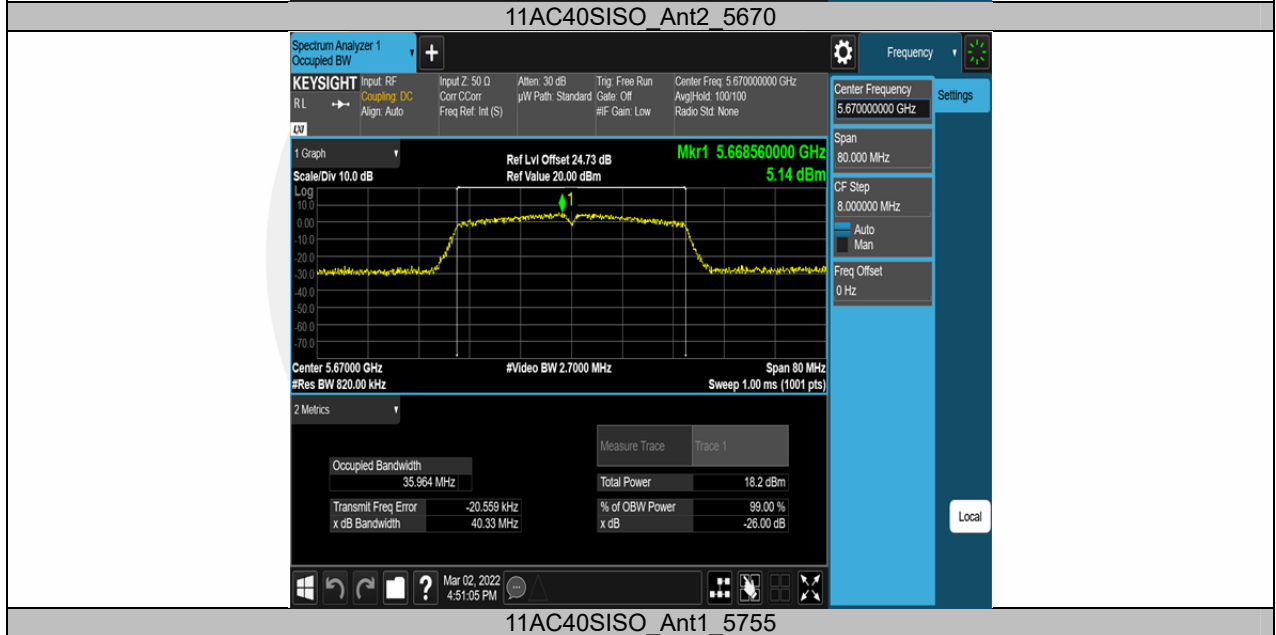 11AC40SISO_Ant2_5670
Spectrum Analyzer 1
Occupied BW
Frequency
KEYSIGHT
Input: RF
Coupling: DC
Align: Auto
RL
LXI
Input Z: 50 Ω
Corr CCorr
Freq Ref: Int (S)
Atten: 30 dB
µW Path: Standard
Trig: Free Run
Gate: Off
#IF Gain: Low
Center Freq: 5.670000000 GHz
Avg|Hold: 100/100
Radio Std: None
Center Frequency
5.670000000 GHz
Settings
Span
80.000 MHz
CF Step
8.000000 MHz
Auto
Man
Freq Offset
0 Hz
1 Graph
Ref Lvl Offset 24.73 dB
Mkr1 5.668560000 GHz
Scale/Div 10.0 dB
Ref Value 20.00 dBm
5.14 dBm
Log
1
10.0
0.00
-10.0
-20.0
-30.0
-40.0
-50.0
-60.0
-70.0
Center 5.67000 GHz
#Video BW 2.7000 MHz
Span 80 MHz
#Res BW 820.00 kHz
Sweep 1.00 ms (1001 pts)
2 Metrics
Measure Trace Trace 1
Occupied Bandwidth
35.964 MHz
Total Power 18.2 dBm
Transmit Freq Error -20.559 kHz
% of OBW Power 99.00 %
x dB Bandwidth 40.33 MHz
x dB -26.00 dB
Local
?
Mar 02, 2022
4:51:05 PM
11AC40SISO_Ant1_5755